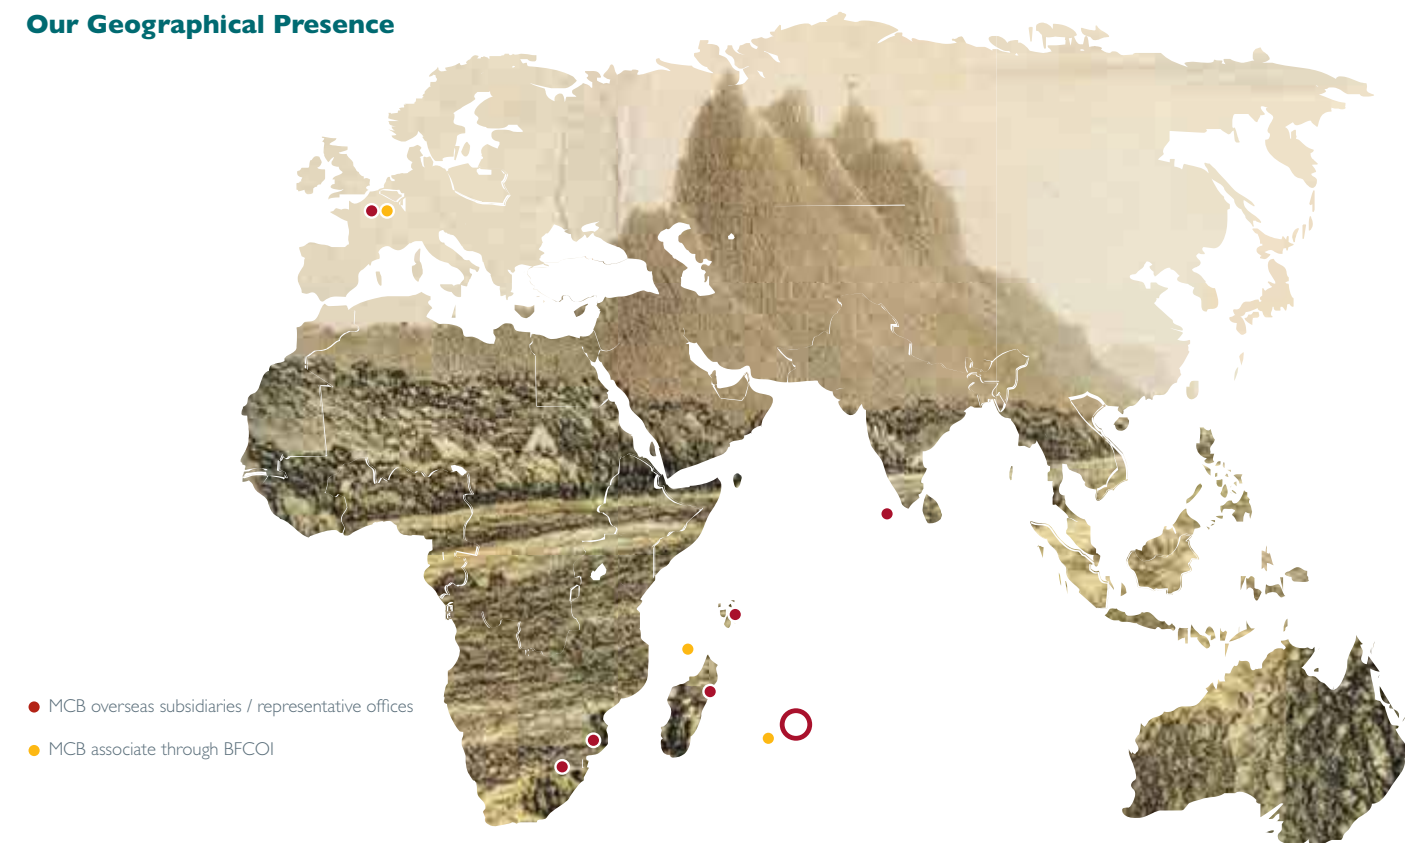 Our Geographical Presence
MCB overseas subsidiaries / representative offices
MCB associate through BFCOI